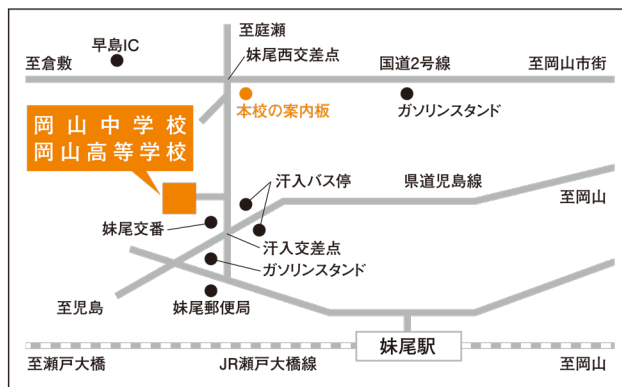 至庭瀬
早島IC
至倉敷
妹尾西交差点
国道2号線
至岡山市街
本校の案内板
ガソリンスタンド
岡山中学校
岡山高等学校
汗入バス停
県道児島線
至岡山
妹尾交番
汗入交差点
ガソリンスタンド
至児島
妹尾郵便局
妹尾駅
至瀬戸大橋
JR瀬戸大橋線
至岡山